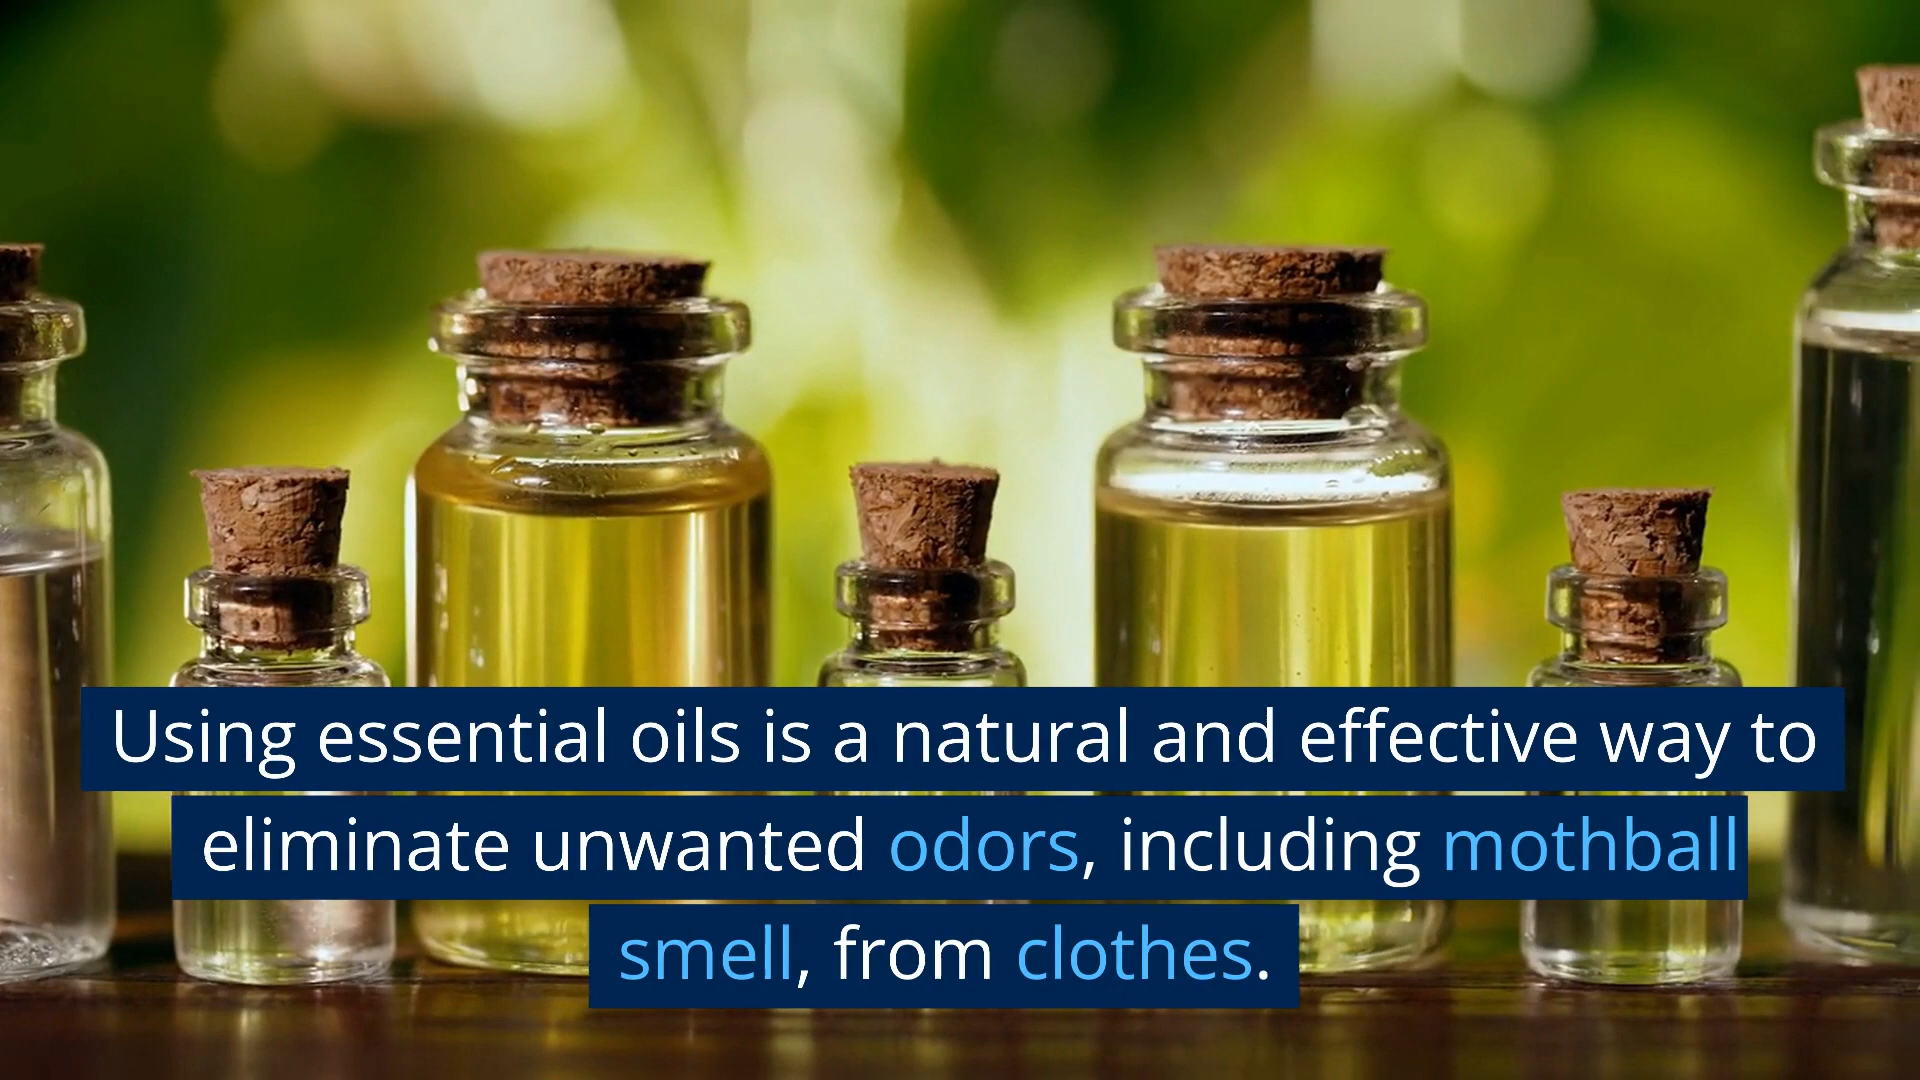 Using essential oils is a natural and effective way to
eliminate unwanted odors, including mothball
smell, from clothes.